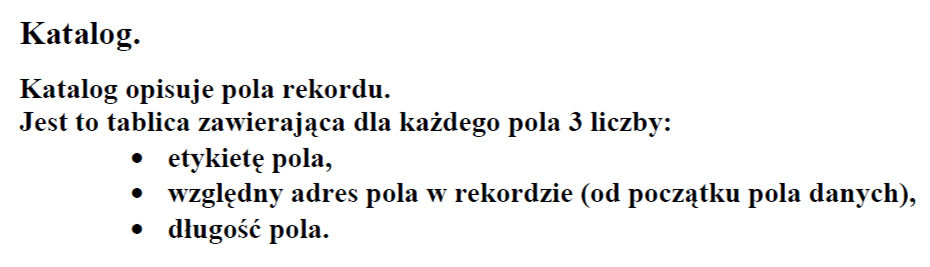 Katalog.
Katalog opisuje pola rekordu.
Jest to tablica zawierająca dla każdego pola 3 liczby:
• etykietę pola,
• względny adres pola w rekordzie (od początku pola danych),
• długość pola.